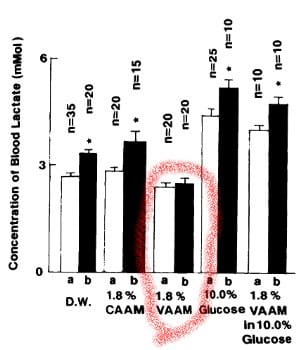 Concentration of Blood Lactate (mMol)
6
3
0
n=35
n=20
*
n=20
n=15
*
n=20
n=20
n=25
n=10
*
n=10
n=10
*
a b a b a b a b a b
D.W. 1.8% CAAM 1.8% VAAM 10.0% Glucose 1.8% VAAM in 10.0% Glucose